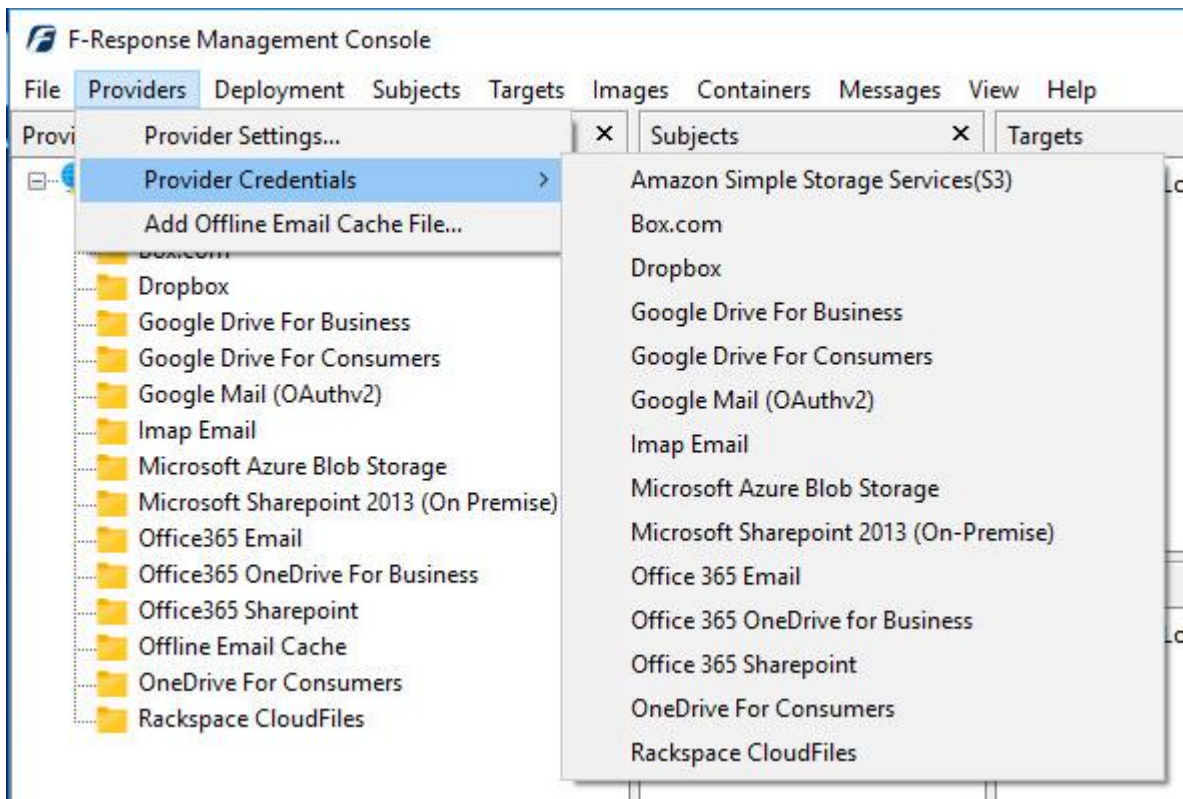 F-Response Management Console
File Providers Deployment Subjects Targets Images Containers Messages View Help
Provi
Subjects
Targets
Provider Settings...
Provider Credentials
Add Offline Email Cache File...
Box.com
Dropbox
Google Drive For Business
Google Drive For Consumers
Google Mail (OAuthv2)
Imap Email
Microsoft Azure Blob Storage
Microsoft Sharepoint 2013 (On Premise)
Office365 Email
Office365 OneDrive For Business
Office365 Sharepoint
Offline Email Cache
OneDrive For Consumers
Rackspace CloudFiles
Amazon Simple Storage Services(S3)
Box.com
Dropbox
Google Drive For Business
Google Drive For Consumers
Google Mail (OAuthv2)
Imap Email
Microsoft Azure Blob Storage
Microsoft Sharepoint 2013 (On-Premise)
Office 365 Email
Office 365 OneDrive for Business
Office 365 Sharepoint
OneDrive For Consumers
Rackspace CloudFiles